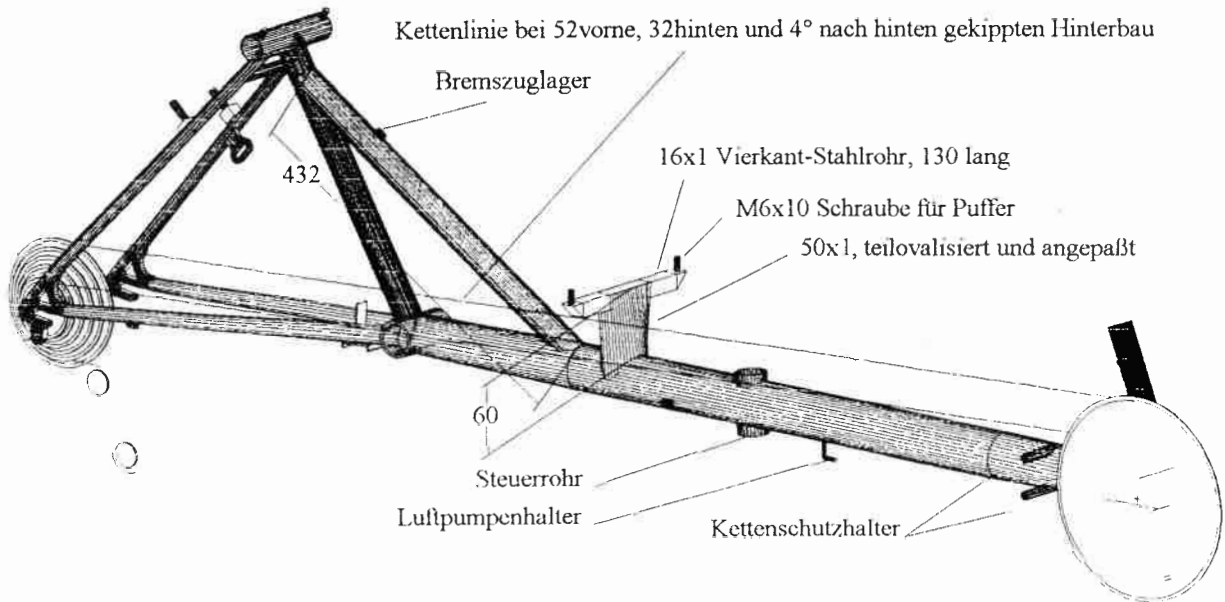 Kettenlinie bei 52vorne, 32hinten und 4° nach hinten gekippten Hinterbau
Bremszuglager
16x1 Vierkant-Stahlrohr, 130 lang
432
M6x10 Schraube für Puffer
50x1, teilovalisiert und angepaßt
60
Steuerrohr
Luftpumpenhalter
Kettenschutzhalter